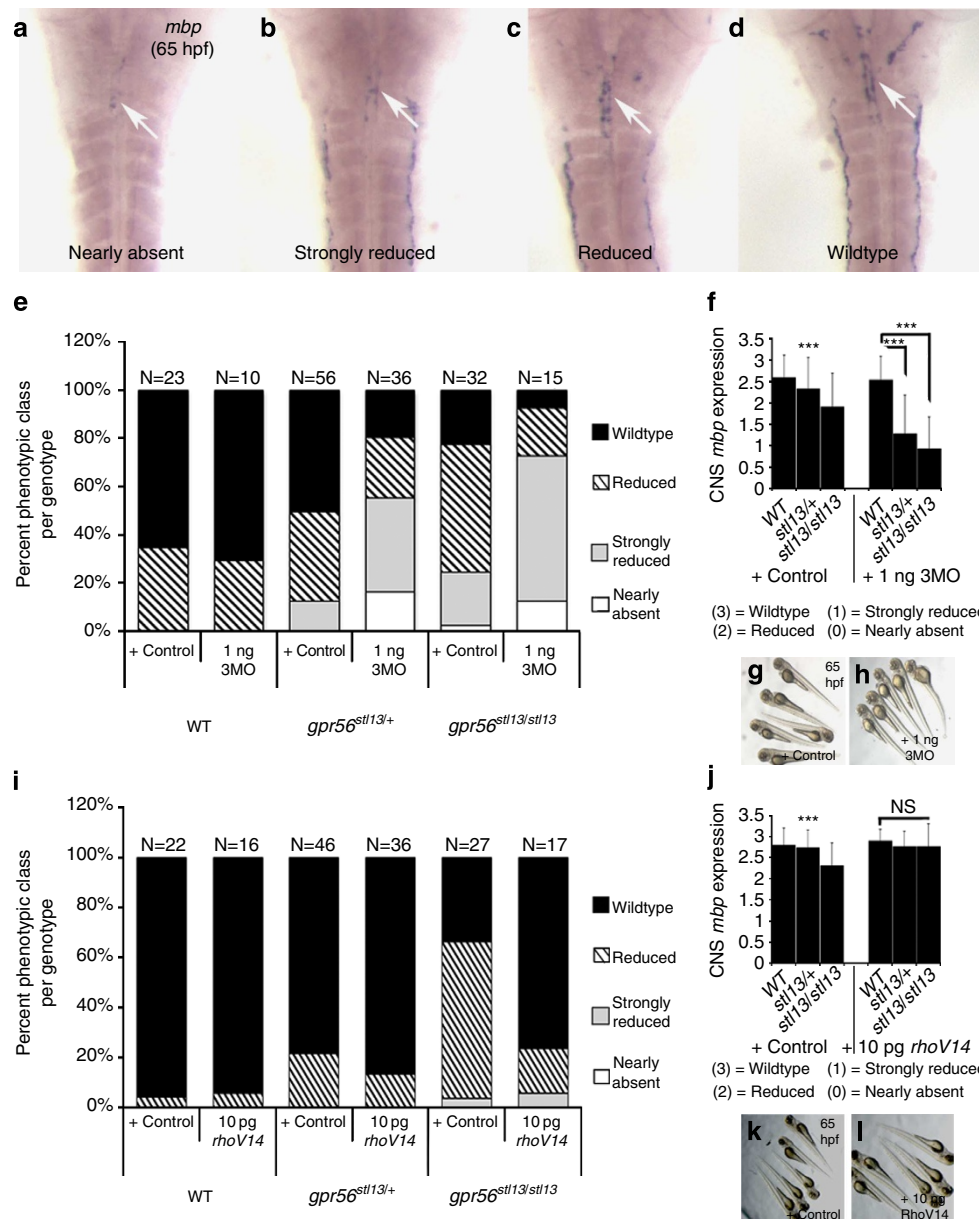 a
mbp
(65 hpf)
Nearly absent
b
Strongly reduced
c
Reduced
d
Wildtype
e
Percent phenotypic class
per genotype
120%
100%
80%
60%
40%
20%
0%
N=23
N=10
N=56
N=36
N=32
N=15
Wildtype
Reduced
Strongly
reduced
Nearly
absent
+ Control
1 ng
3MO
+ Control
1 ng
3MO
+ Control
1 ng
3MO
WT
gpr56stl13/+
gpr56stl13/stl13
f
CNS mbp expression
3.5
3
2.5
2
1.5
1
0.5
0
***
***
***
WT
stl13/+
stl13/stl13
WT
stl13/+
stl13/stl13
+ Control
+ 1 ng 3MO
(3) = Wildtype (1) = Strongly reduced
(2) = Reduced (0) = Nearly absent
g
65
hpf
+ Control
h
+ 1 ng
3MO
i
Percent phenotypic class
per genotype
120%
100%
80%
60%
40%
20%
0%
N=22
N=16
N=46
N=36
N=27
N=17
Wildtype
Reduced
Strongly
reduced
Nearly
absent
+ Control
10 pg
rhoV14
+ Control
10 pg
rhoV14
+ Control
10 pg
rhoV14
WT
gpr56stl13/+
gpr56stl13/stl13
j
CNS mbp expression
3.5
3
2.5
2
1.5
1
0.5
0
***
NS
WT
stl13/+
stl13/stl13
WT
stl13/+
stl13/stl13
+ Control
+ 10 pg rhoV14
(3) = Wildtype (1) = Strongly reduced
(2) = Reduced (0) = Nearly absent
k
65
hpf
+ Control
l
+ 10 ng
RhoV14